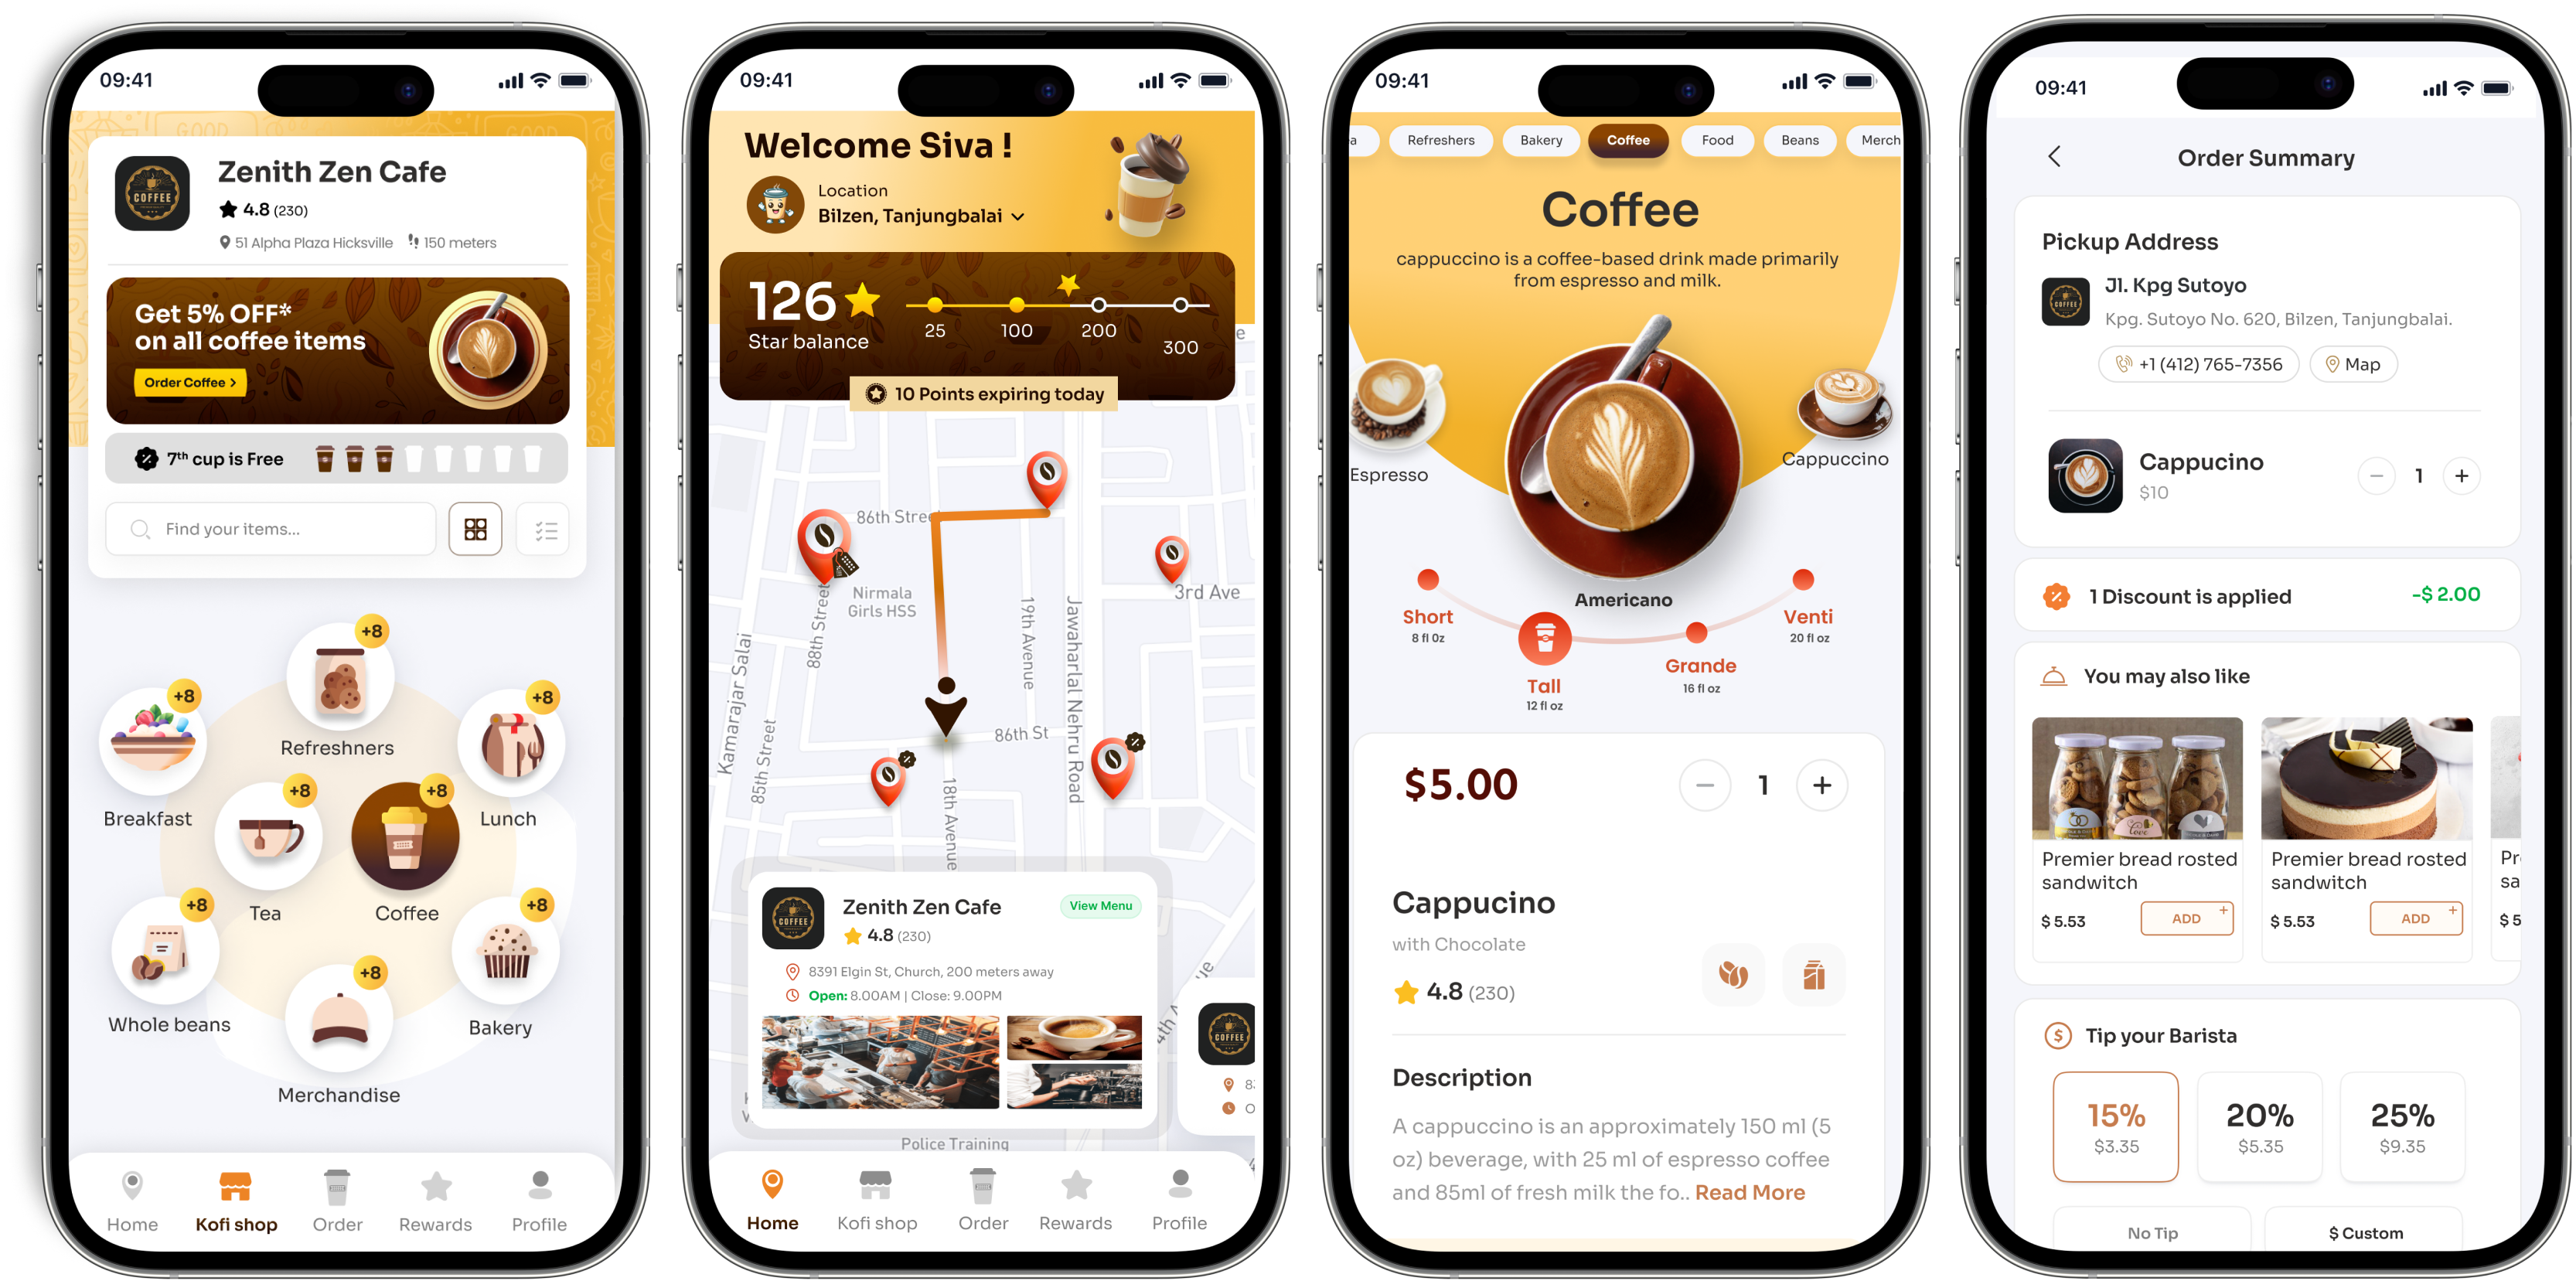 09:41
GOOD
GOOD
Zenith Zen Cafe
COFFEE
4.8 (230)
51 Alpha Plaza Hicksville 150 meters
Get 5% OFF*
on all coffee items
Order Coffee >
7th cup is Free
Find your items...
+8
Refreshners
+8
Breakfast
+8
Lunch
+8
Tea
+8
Coffee
+8
Whole beans
+8
Bakery
+8
Merchandise
Home
Kofi shop
Order
Rewards
Profile
09:41
Welcome Siva !
Location
Bilzen, Tanjungbalai
126
Star balance
25
100
200
300
10 Points expiring today
86th Stree
Nirmala
Girls HSS
88th Street
3rd Ave
19th Avenue
Jawaharlal Nehru Road
Kamarajar Salai
85th Street
86th St
18th Avenue
Zenith Zen Cafe
View Menu
COFFEE
4.8 (230)
8391 Elgin St, Church, 200 meters away
Open: 8.00AM | Close: 9.00PM
COFFEE
Police Training
Home
Kofi shop
Order
Rewards
Profile
09:41
a
Refreshers
Bakery
Coffee
Food
Beans
Merch
Coffee
cappuccino is a coffee-based drink made primarily
from espresso and milk.
Espresso
Cappuccino
Americano
Short
8 fl 0z
Tall
12 fl oz
Grande
16 fl oz
Venti
20 fl oz
$5.00
− 1 +
Cappucino
with Chocolate
4.8 (230)
Description
A cappuccino is an approximately 150 ml (5
oz) beverage, with 25 ml of espresso coffee
and 85ml of fresh milk the fo.. Read More
09:41
Order Summary
Pickup Address
Jl. Kpg Sutoyo
COFFEE
Kpg. Sutoyo No. 620, Bilzen, Tanjungbalai.
+1 (412) 765-7356
Map
Cappucino
$10
− 1 +
1 Discount is applied
-$ 2.00
You may also like
Love
Premier bread rosted
sandwitch
$ 5.53
ADD +
Premier bread rosted
sandwitch
$ 5.53
ADD +
Pr
sa
$ 5
Tip your Barista
15%
$3.35
20%
$5.35
25%
$9.35
No Tip
$ Custom